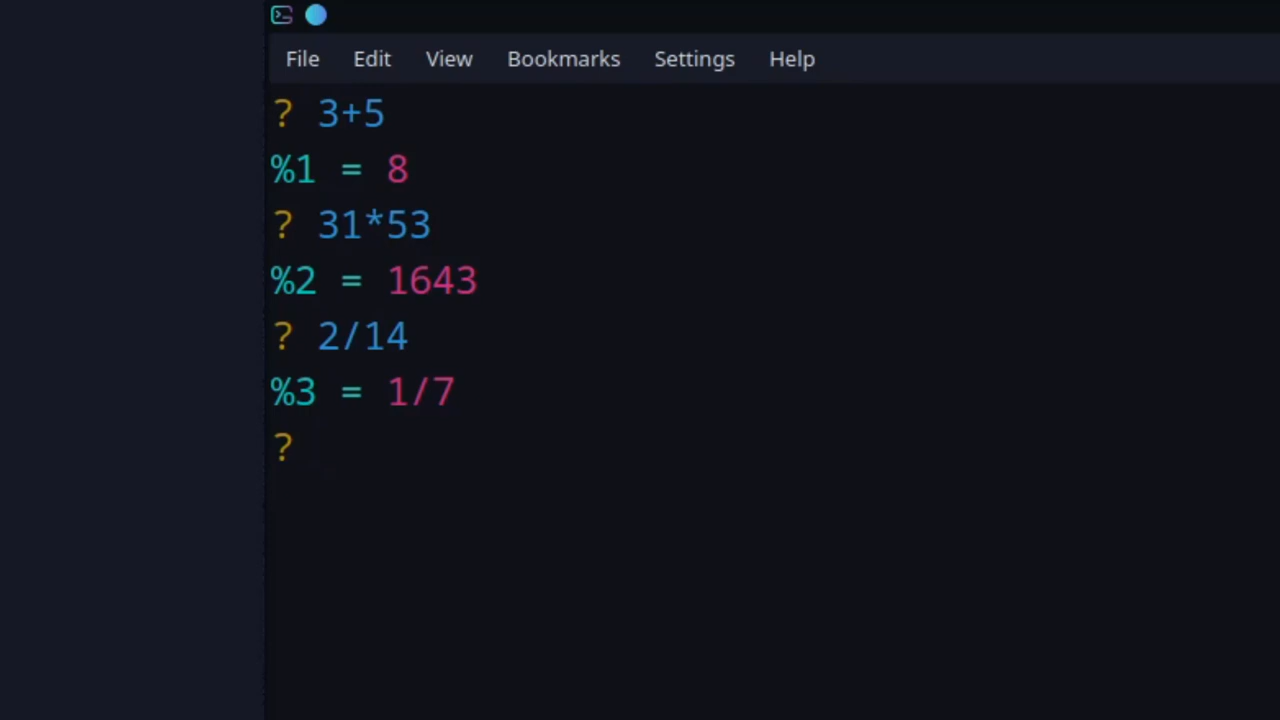 File Edit View Bookmarks Settings Help
? 3+5
%1 = 8
? 31*53
%2 = 1643
? 2/14
%3 = 1/7
?